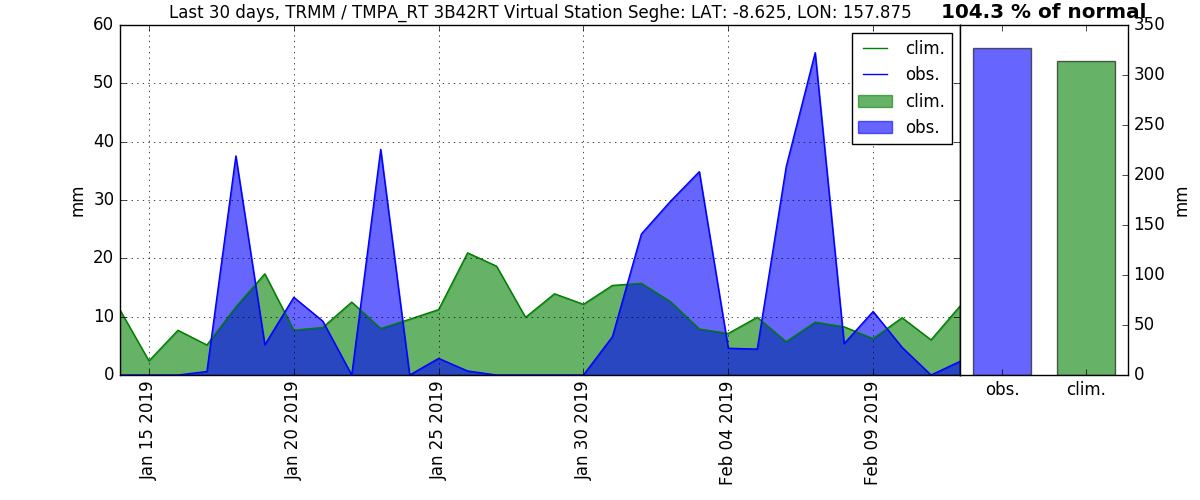 Last 30 days, TRMM / TMPA_RT 3B42RT Virtual Station Seghe: LAT: -8.625, LON: 157.875
104.3 % of normal
60
50
40
30
20
10
0
mm
clim.
obs.
clim.
obs.
350
300
250
200
150
100
50
0
mm
Jan 15 2019
Jan 20 2019
Jan 25 2019
Jan 30 2019
Feb 04 2019
Feb 09 2019
obs.
clim.